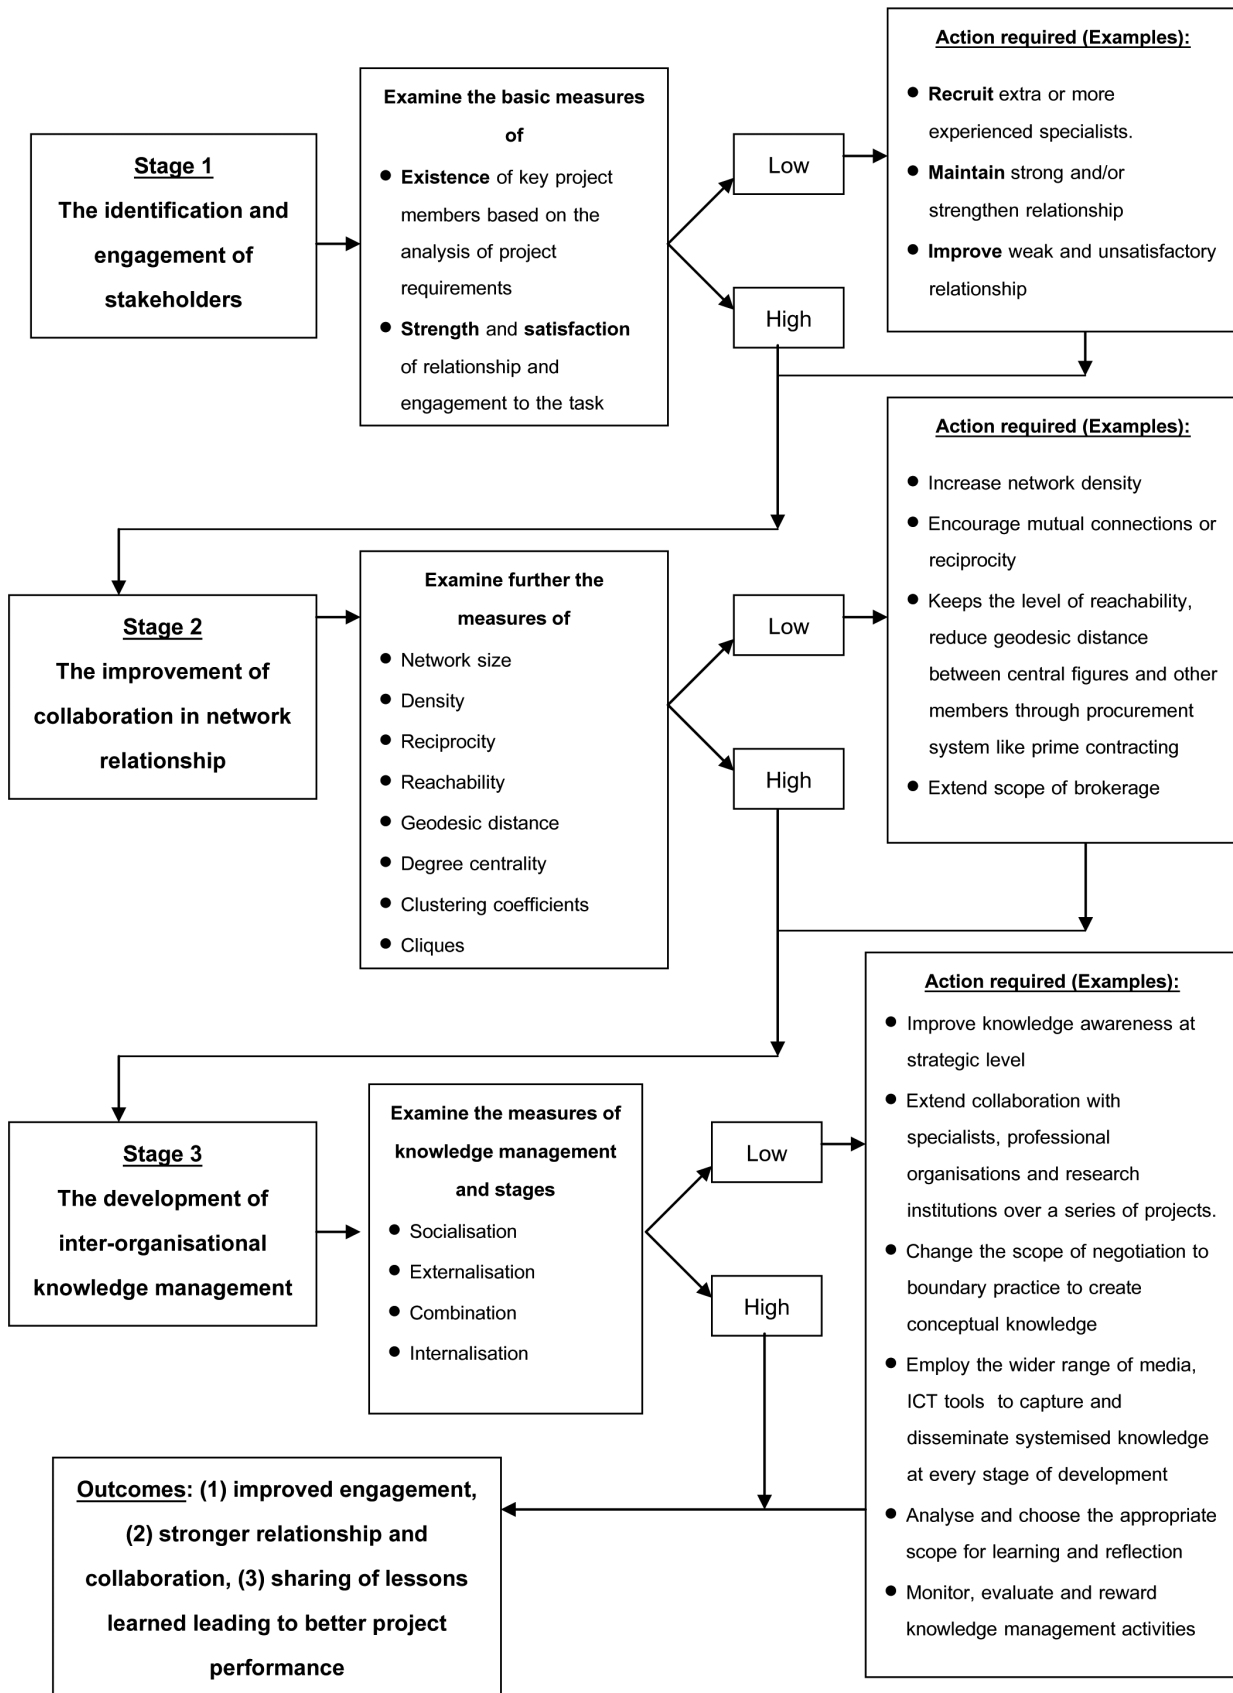 Stage 1
The identification and
engagement of
stakeholders
Examine the basic measures
of
● Existence of key project
members based on the
analysis of project
requirements
● Strength and satisfaction
of relationship and
engagement to the task
Low
High
Action required (Examples):
● Recruit extra or more
experienced specialists.
● Maintain strong and/or
strengthen relationship
● Improve weak and unsatisfactory
relationship
Stage 2
The improvement of
collaboration in network
relationship
Examine further the
measures of
● Network size
● Density
● Reciprocity
● Reachability
● Geodesic distance
● Degree centrality
● Clustering coefficients
● Cliques
Low
High
Action required (Examples):
● Increase network density
● Encourage mutual connections or
reciprocity
● Keeps the level of reachability,
reduce geodesic distance
between central figures and other
members through procurement
system like prime contracting
● Extend scope of brokerage
Stage 3
The development of
inter-organisational
knowledge management
Examine the measures of
knowledge management
and stages
● Socialisation
● Externalisation
● Combination
● Internalisation
Low
High
Action required (Examples):
● Improve knowledge awareness at
strategic level
● Extend collaboration with
specialists, professional
organisations and research
institutions over a series of projects.
● Change the scope of negotiation to
boundary practice to create
conceptual knowledge
● Employ the wider range of media,
ICT tools to capture and
disseminate systemised knowledge
at every stage of development
● Analyse and choose the appropriate
scope for learning and reflection
● Monitor, evaluate and reward
knowledge management activities
Outcomes: (1) improved engagement,
(2) stronger relationship and
collaboration, (3) sharing of lessons
learned leading to better project
performance